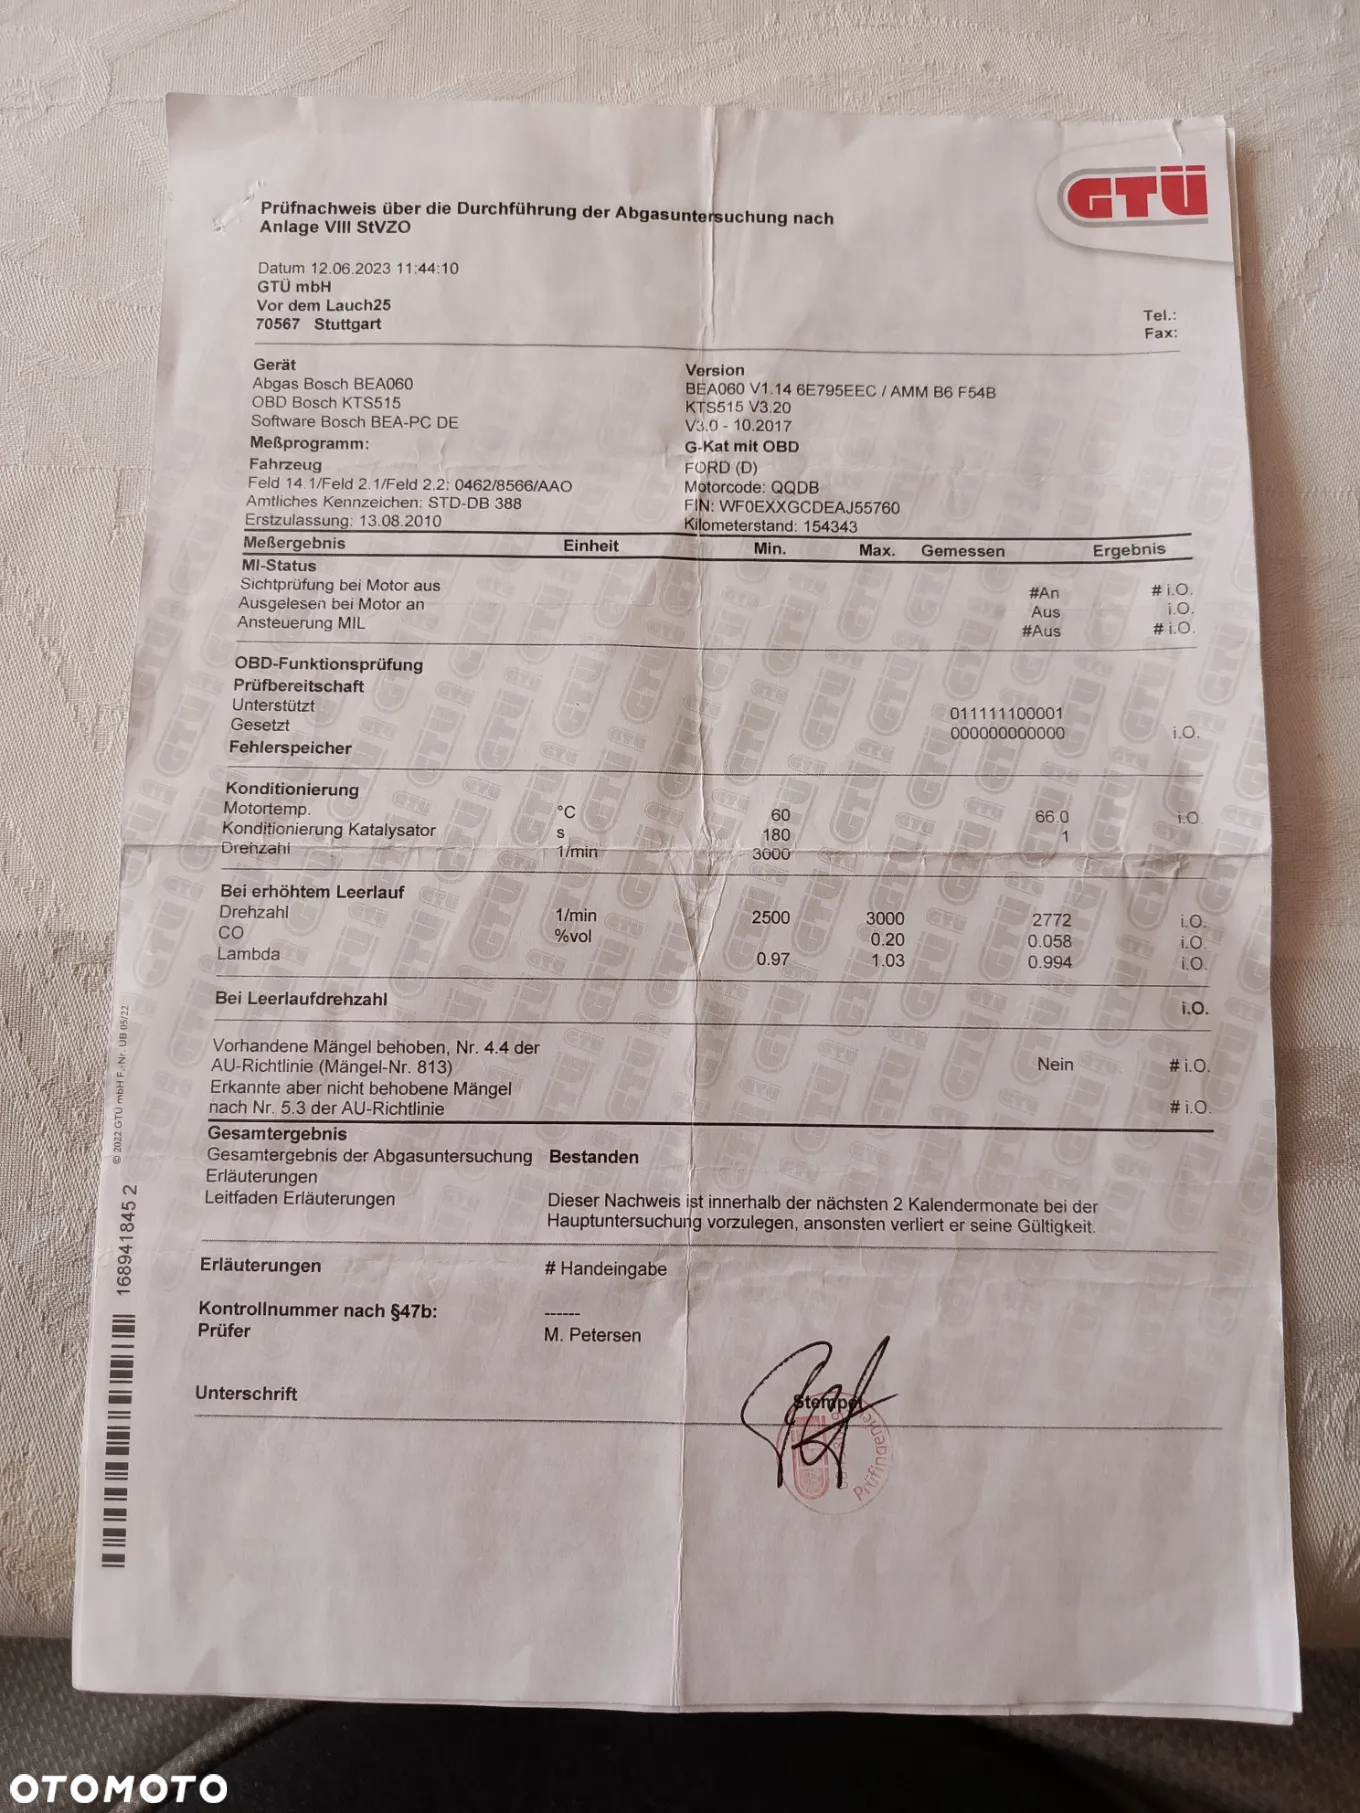 GTÜ
Prüfnachweis über die Durchführung der Abgasuntersuchung nach
Anlage VIII StVZO
Datum 12.06.2023 11:44:10
GTÜ mbH
Vor dem Lauch25
70567 Stuttgart
Tel.:
Fax:
Gerät Version
Abgas Bosch BEA060 BEA060 V1.14 6E795EEC / AMM B6 F54B
OBD Bosch KTS515 KTS515 V3.20
Software Bosch BEA-PC DE V3.0 - 10.2017
Meßprogramm: G-Kat mit OBD
Fahrzeug FORD (D)
Feld 14.1/Feld 2.1/Feld 2.2: 0462/8566/AAO Motorcode: QQDB
Amtliches Kennzeichen: STD-DB 388 FIN: WF0EXXGCDEAJ55760
Erstzulassung: 13.08.2010 Kilometerstand: 154343
Meßergebnis Einheit Min. Max. Gemessen Ergebnis
MI-Status
Sichtprüfung bei Motor aus #An # i.O.
Ausgelesen bei Motor an Aus i.O.
Ansteuerung MIL #Aus # i.O.
OBD-Funktionsprüfung
Prüfbereitschaft
Unterstützt 011111100001
Gesetzt 000000000000 i.O.
Fehlerspeicher
Konditionierung
Motortemp. °C 60 66.0 i.O
Konditionierung Katalysator s 180 1
Drehzahl 1/min 3000
Bei erhöhtem Leerlauf
Drehzahl 1/min 2500 3000 2772 i.O.
CO %vol 0.20 0.058 i.O.
Lambda 0.97 1.03 0.994 i.O.
Bei Leerlaufdrehzahl i.O.
Vorhandene Mängel behoben, Nr. 4.4 der
AU-Richtlinie (Mängel-Nr. 813) Nein # i.O.
Erkannte aber nicht behobene Mängel
nach Nr. 5.3 der AU-Richtlinie # i.O.
Gesamtergebnis
Gesamtergebnis der Abgasuntersuchung Bestanden
Erläuterungen
Leitfaden Erläuterungen Dieser Nachweis ist innerhalb der nächsten 2 Kalendermonate bei der
Hauptuntersuchung vorzulegen, ansonsten verliert er seine Gültigkeit.
Erläuterungen # Handeingabe
Kontrollnummer nach §47b: ------
Prüfer M. Petersen
Unterschrift Stempel
Prüfingenieur
© 2022 GTÜ mbH F.-Nr. UB 05/22
168941845 2
OTOMOTO